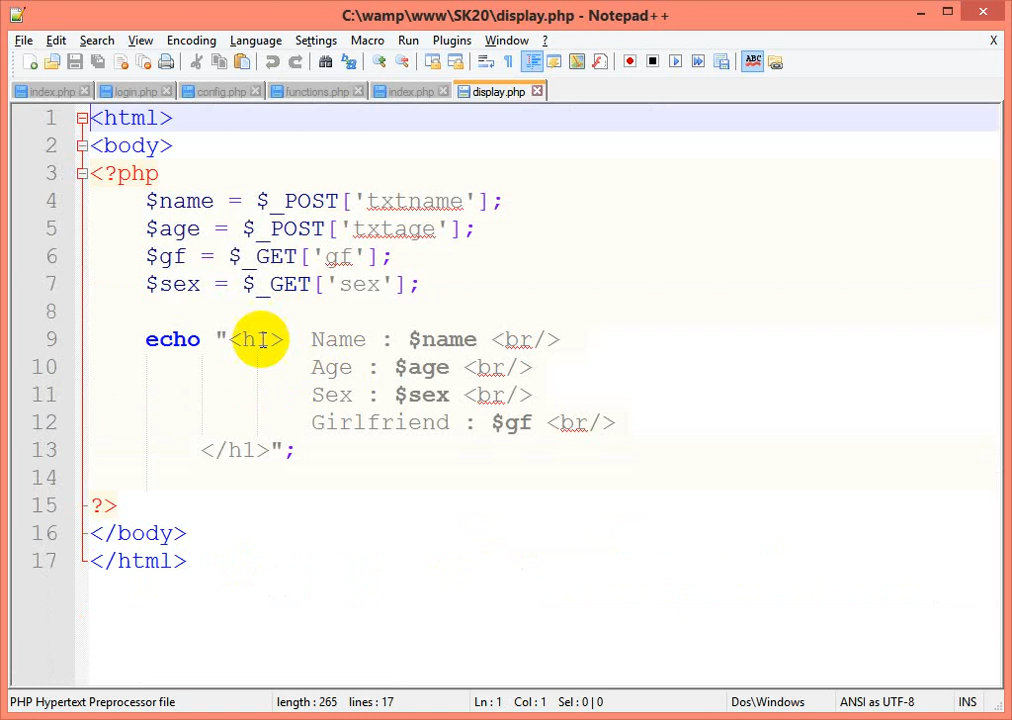 C:\wamp\www\SK20\display.php - Notepad++
File Edit Search View Encoding Language Settings Macro Run Plugins Window ? X
index.php login.php config.php functions.php index.php display.php
1 <html>
2 <body>
3 <?php
4 $name = $_POST['txtname'];
5 $age = $_POST['txtage'];
6 $gf = $_GET['gf'];
7 $sex = $_GET['sex'];
8
9 echo "<h1> Name : $name <br/>
10 Age : $age <br/>
11 Sex : $sex <br/>
12 Girlfriend : $gf <br/>
13 </h1>";
14
15 ?>
16 </body>
17 </html>
PHP Hypertext Preprocessor file length : 265 lines : 17 Ln : 1 Col : 1 Sel : 0 | 0 Dos\Windows ANSI as UTF-8 INS